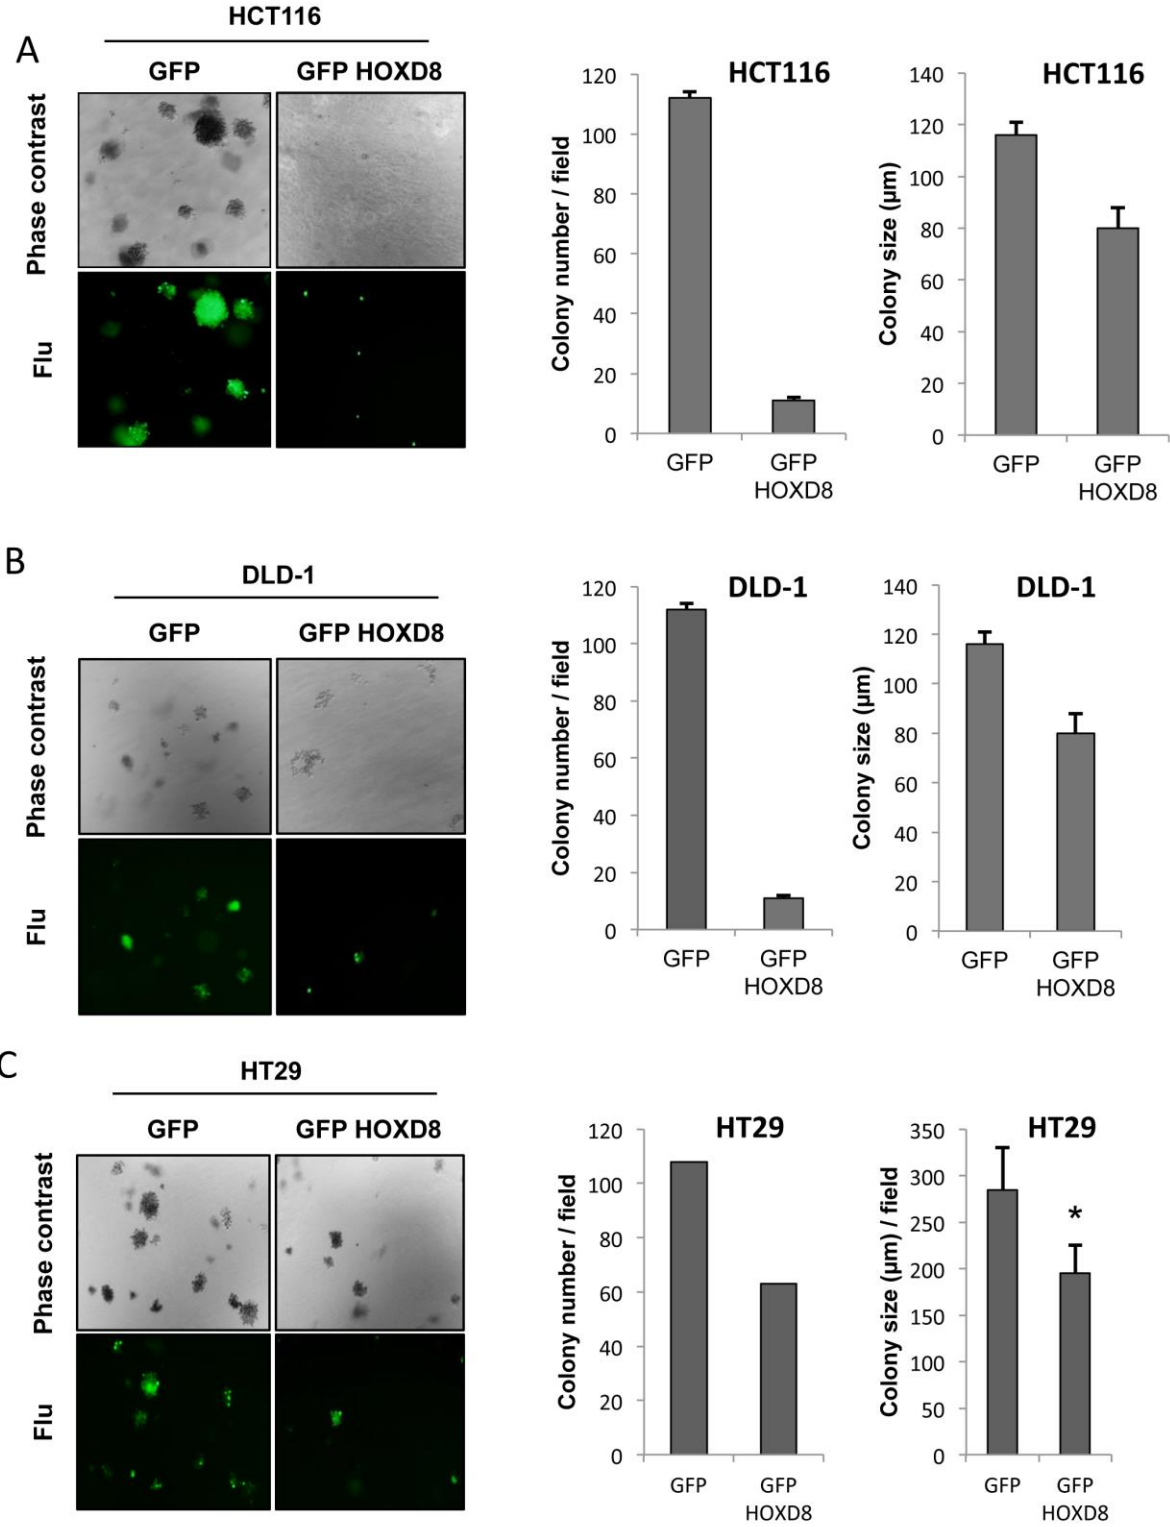 A
HCT116
GFP GFP HOXD8
Phase contrast
Flu
HCT116
Colony number / field
120
100
80
60
40
20
0
GFP GFP
HOXD8
HCT116
Colony size (µm)
140
120
100
80
60
40
20
0
GFP GFP
HOXD8
B
DLD-1
GFP GFP HOXD8
Phase contrast
Flu
DLD-1
Colony number / field
120
100
80
60
40
20
0
GFP GFP
HOXD8
DLD-1
Colony size (µm)
140
120
100
80
60
40
20
0
GFP GFP
HOXD8
C
HT29
GFP GFP HOXD8
Phase contrast
Flu
HT29
Colony number / field
120
100
80
60
40
20
0
GFP GFP
HOXD8
HT29
Colony size (µm) / field
350
300
250
200
150
100
50
0
*
GFP GFP
HOXD8